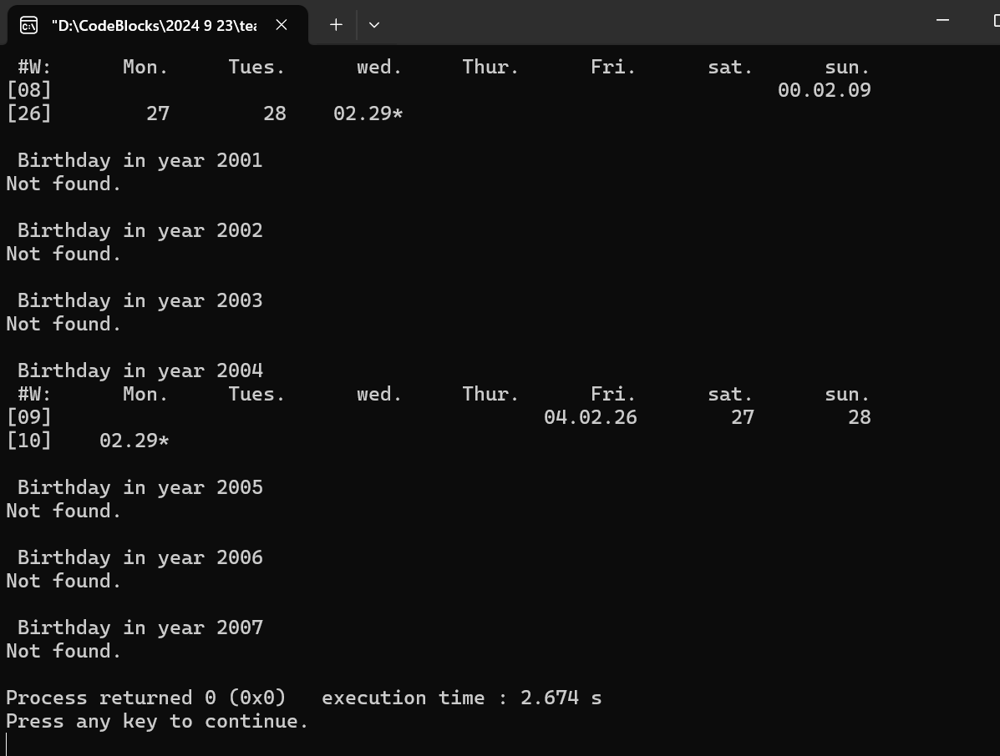 "D:\CodeBlocks\2024 9 23\tea
#W: Mon. Tues. wed. Thur. Fri. sat. sun.
[08] 00.02.09
[26] 27 28 02.29*
Birthday in year 2001
Not found.
Birthday in year 2002
Not found.
Birthday in year 2003
Not found.
Birthday in year 2004
#W: Mon. Tues. wed. Thur. Fri. sat. sun.
[09] 04.02.26 27 28
[10] 02.29*
Birthday in year 2005
Not found.
Birthday in year 2006
Not found.
Birthday in year 2007
Not found.
Process returned 0 (0x0) execution time : 2.674 s
Press any key to continue.